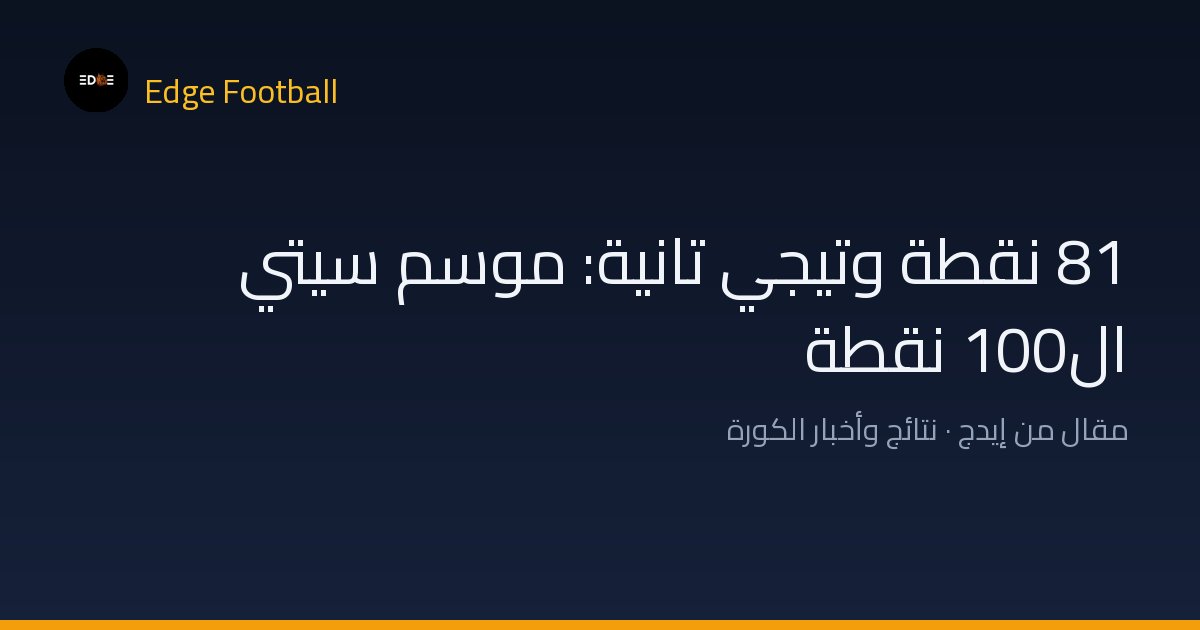 EDGE
Edge Football
81 نقطة وتيجي تانية: موسم سيتي
ال100 نقطة
مقال من إيدج · نتائج وأخبار الكورة